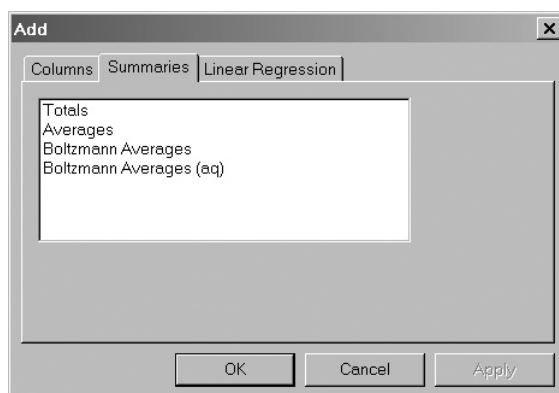 Add
Columns Summaries Linear Regression
Totals
Averages
Boltzmann Averages
Boltzmann Averages (aq)
OK Cancel Apply